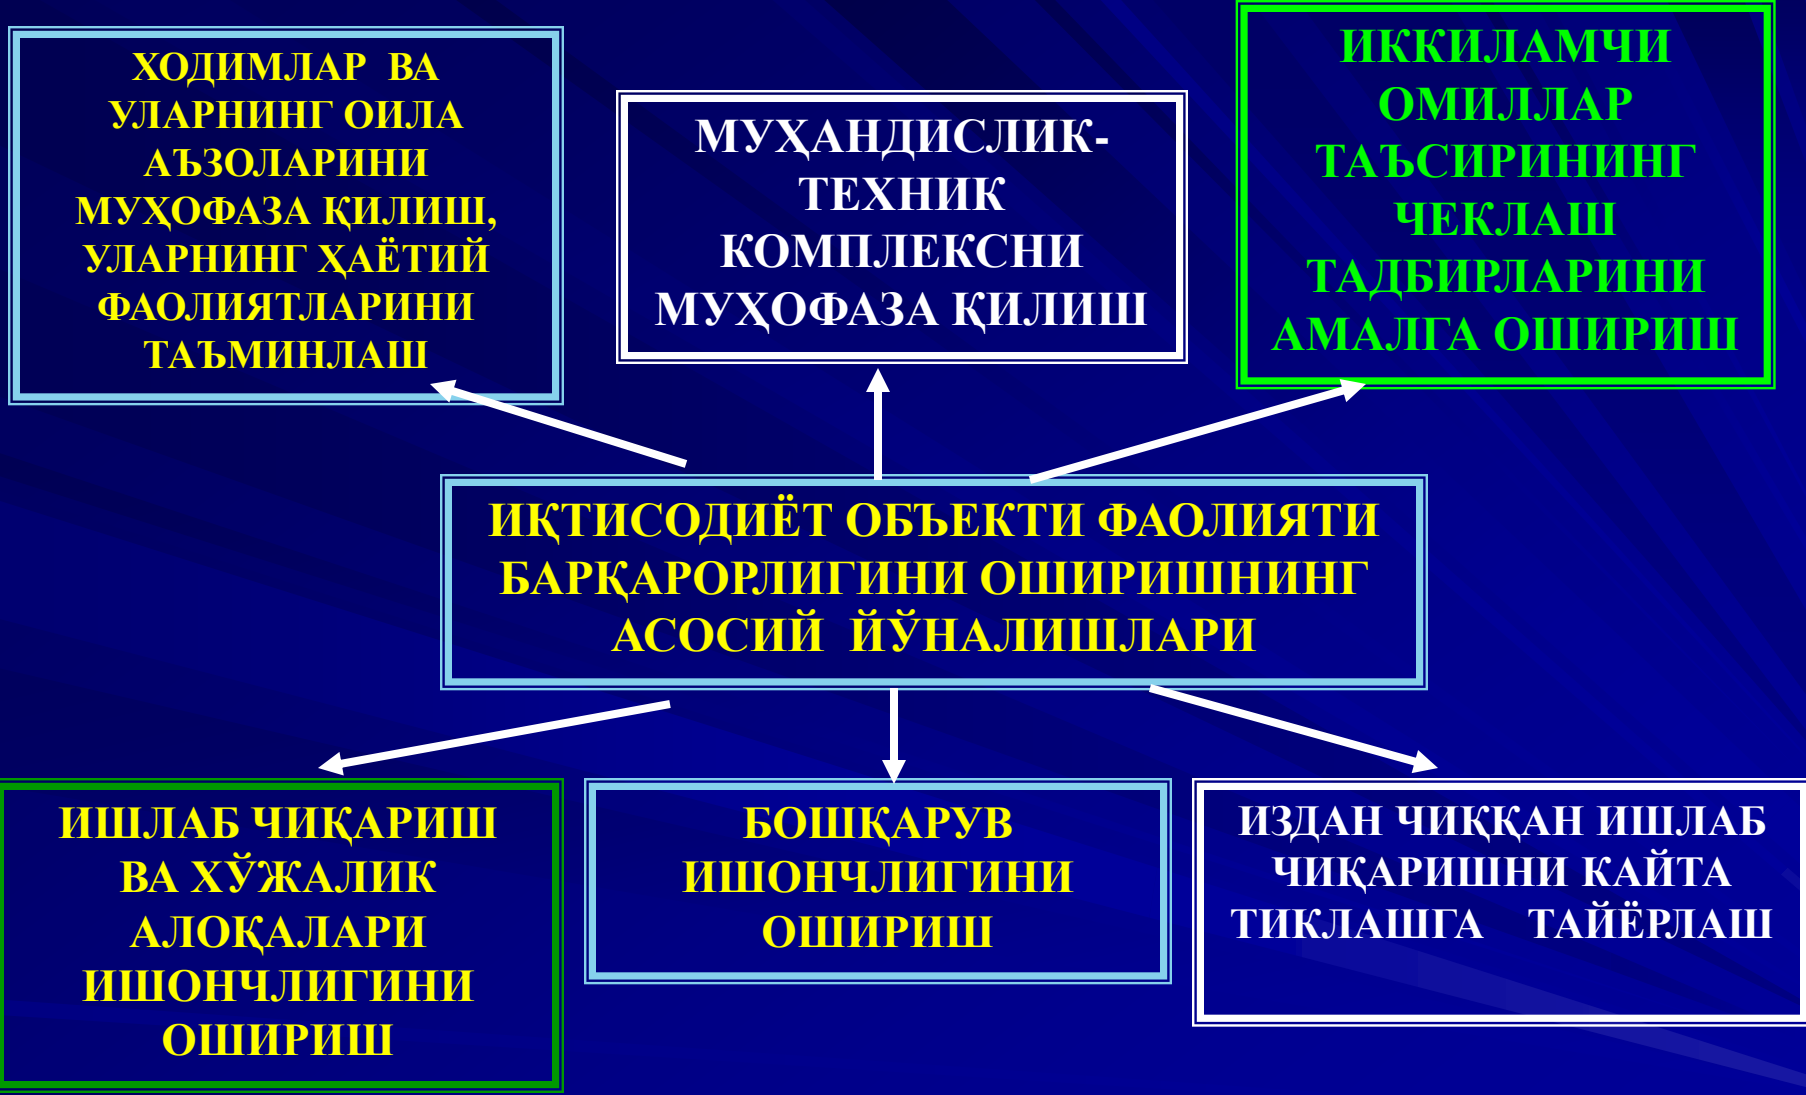 ХОДИМЛАР ВА
УЛАРНИНГ ОИЛА
АЪЗОЛАРИНИ
МУҲОФАЗА ҚИЛИШ,
УЛАРНИНГ ҲАЁТИЙ
ФАОЛИЯТЛАРИНИ
ТАЪМИНЛАШ
МУҲАНДИСЛИК-
ТЕХНИК
КОМПЛЕКСНИ
МУҲОФАЗА ҚИЛИШ
ИККИЛАМЧИ
ОМИЛЛАР
ТАЪСИРИНИНГ
ЧЕКЛАШ
ТАДБИРЛАРИНИ
АМАЛГА ОШИРИШ
ИҚТИСОДИЁТ ОБЪЕКТИ ФАОЛИЯТИ
БАРҚАРОРЛИГИНИ ОШИРИШНИНГ
АСОСИЙ ЙЎНАЛИШЛАРИ
ИШЛАБ ЧИҚАРИШ
ВА ХЎЖАЛИК
АЛОҚАЛАРИ
ИШОНЧЛИГИНИ
ОШИРИШ
БОШҚАРУВ
ИШОНЧЛИГИНИ
ОШИРИШ
ИЗДАН ЧИҚҚАН ИШЛАБ
ЧИҚАРИШНИ КАЙТА
ТИКЛАШГА ТАЙЁРЛАШ